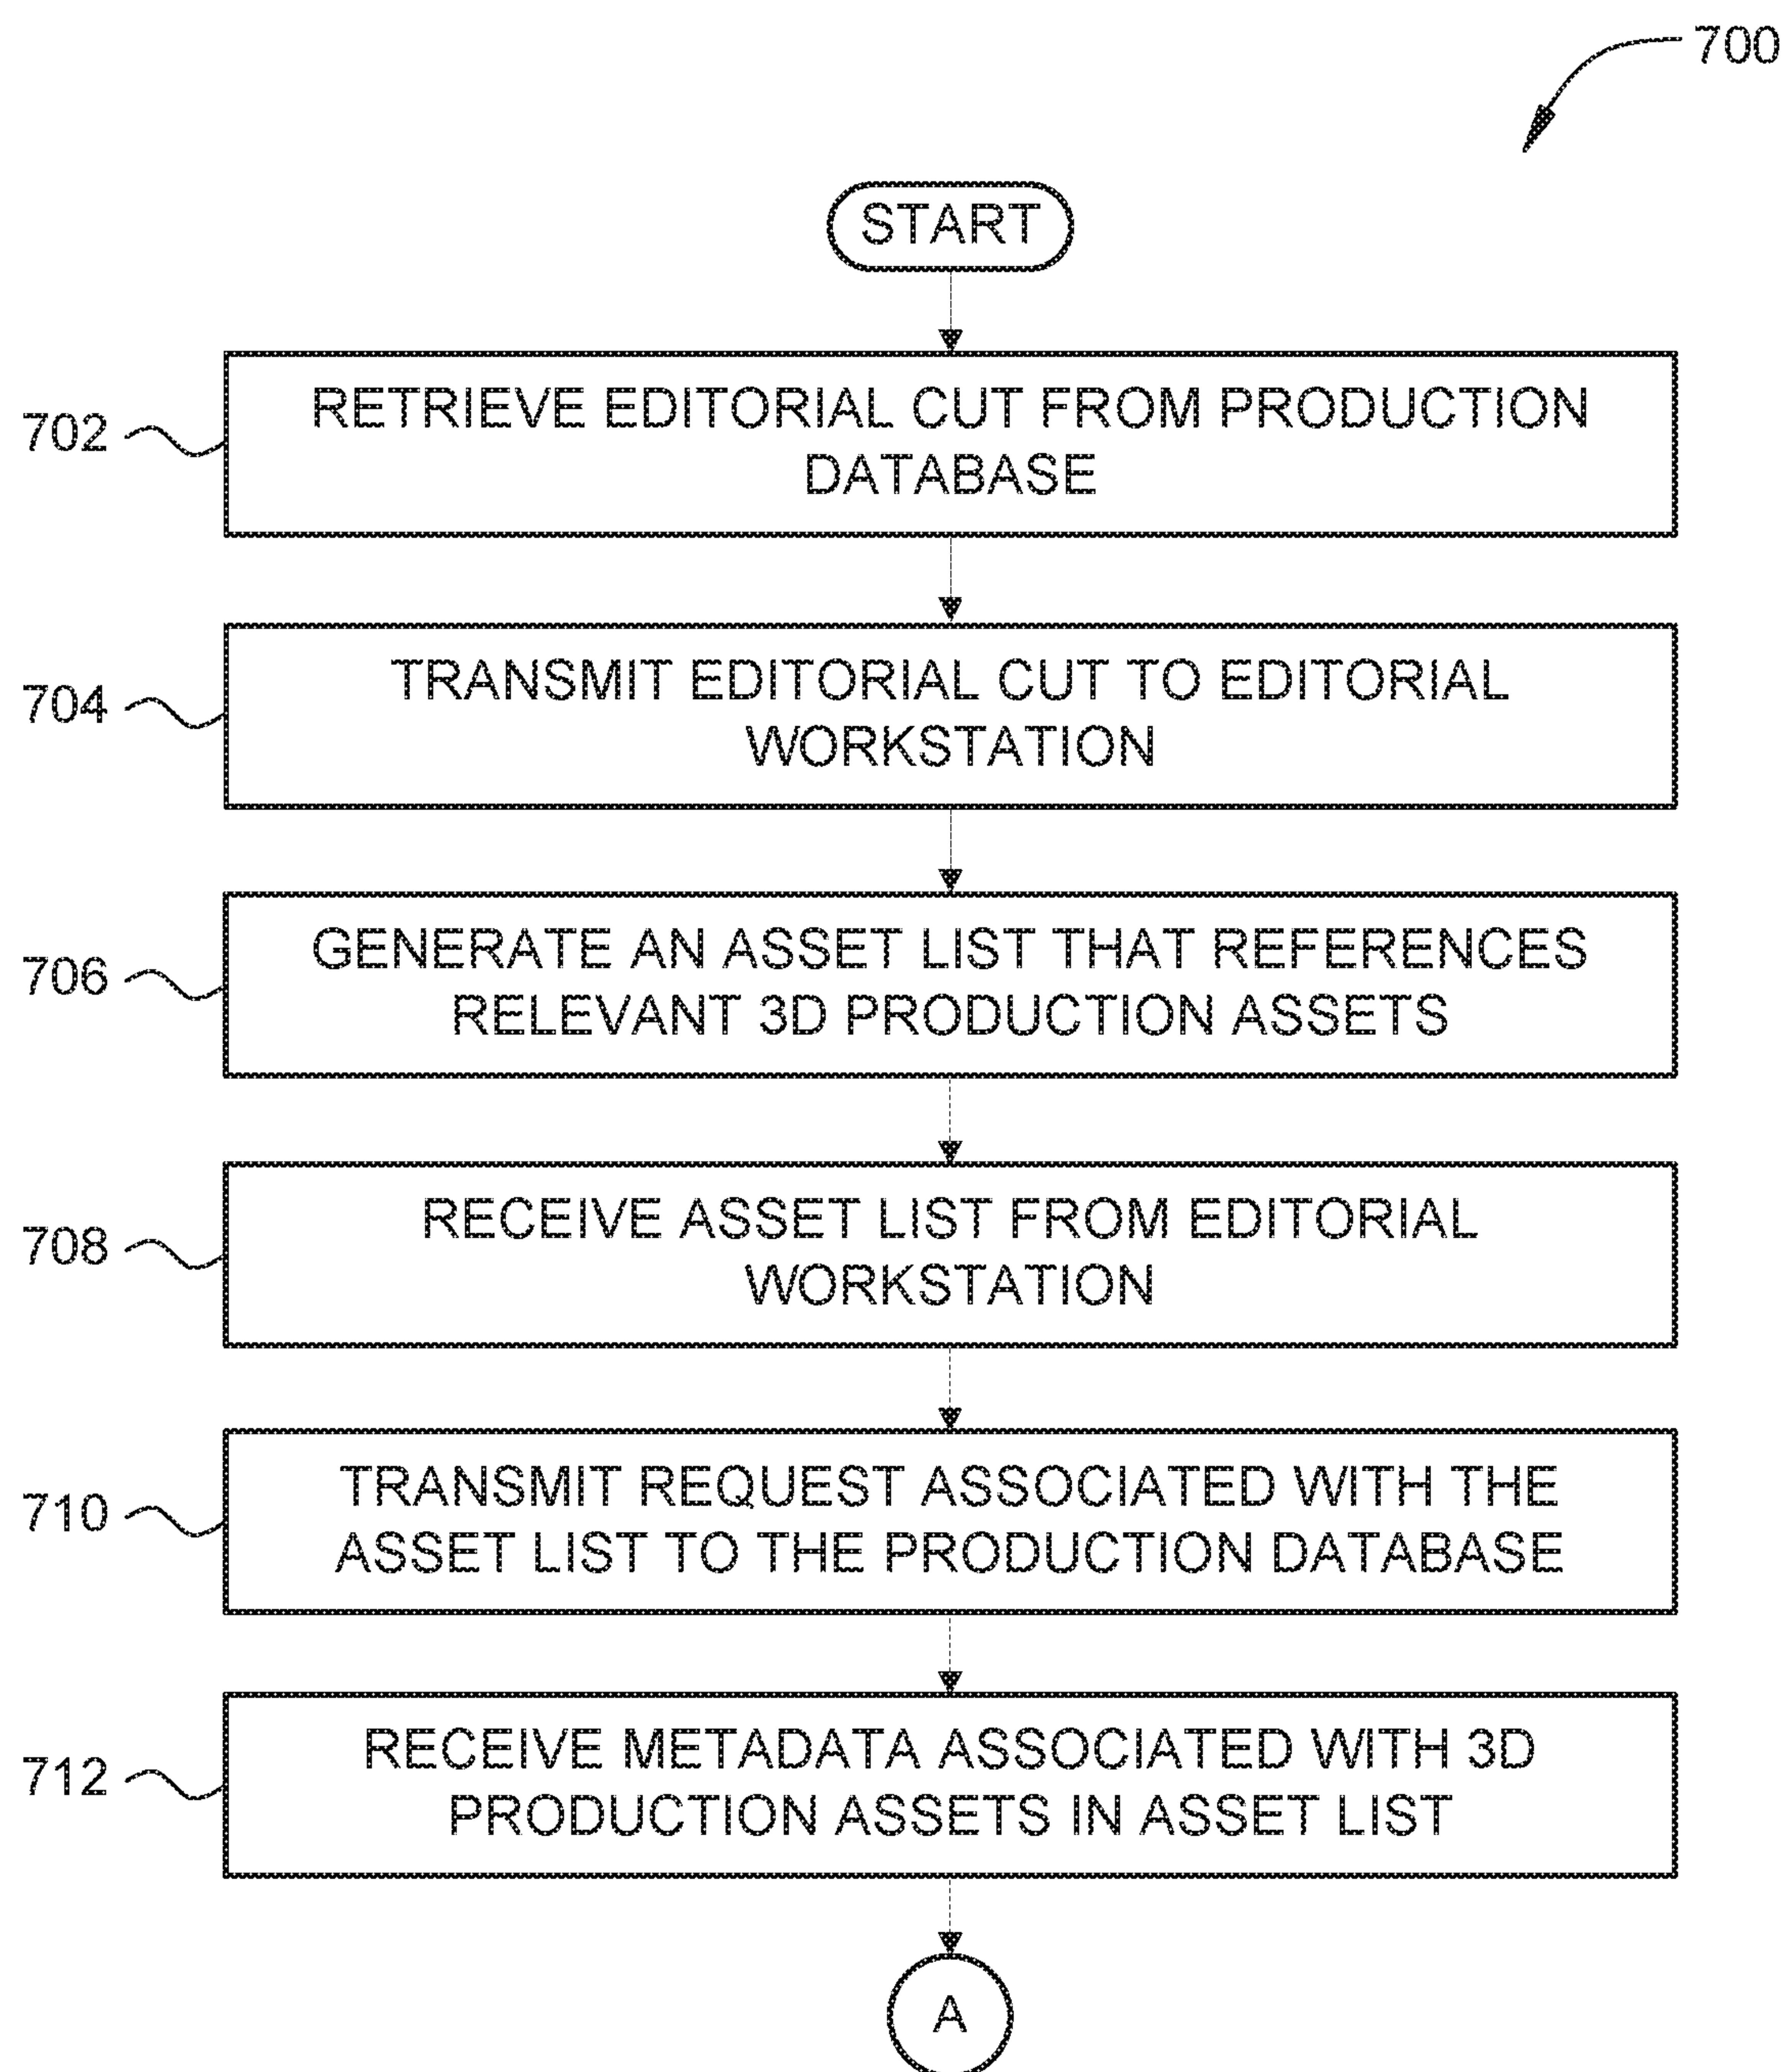 700
START
702
RETRIEVE EDITORIAL CUT FROM PRODUCTION
DATABASE
704
TRANSMIT EDITORIAL CUT TO EDITORIAL
WORKSTATION
706
GENERATE AN ASSET LIST THAT REFERENCES
RELEVANT 3D PRODUCTION ASSETS
708
RECEIVE ASSET LIST FROM EDITORIAL
WORKSTATION
710
TRANSMIT REQUEST ASSOCIATED WITH THE
ASSET LIST TO THE PRODUCTION DATABASE
712
RECEIVE METADATA ASSOCIATED WITH 3D
PRODUCTION ASSETS IN ASSET LIST
A